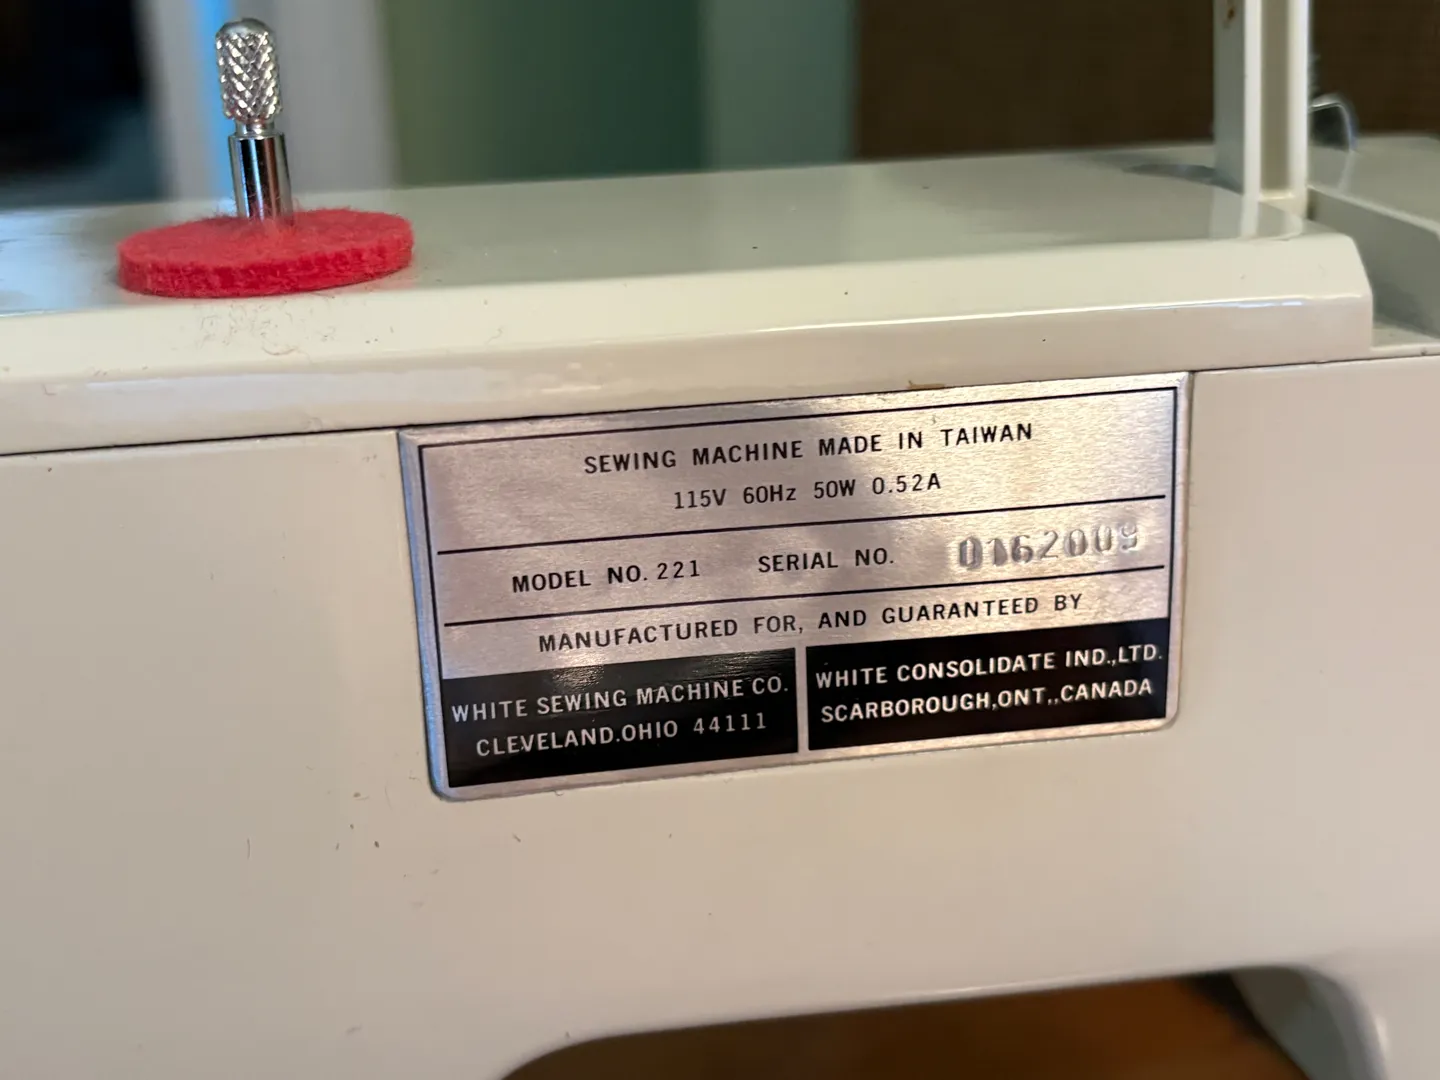 SEWING MACHINE MADE IN TAIWAN
115V 60Hz 50W 0.52A
MODEL NO. 221 SERIAL NO. 0162009
MANUFACTURED FOR, AND GUARANTEED BY
WHITE SEWING MACHINE CO.
CLEVELAND.OHIO 44111
WHITE CONSOLIDATE IND.,LTD.
SCARBOROUGH,ONT,.CANADA